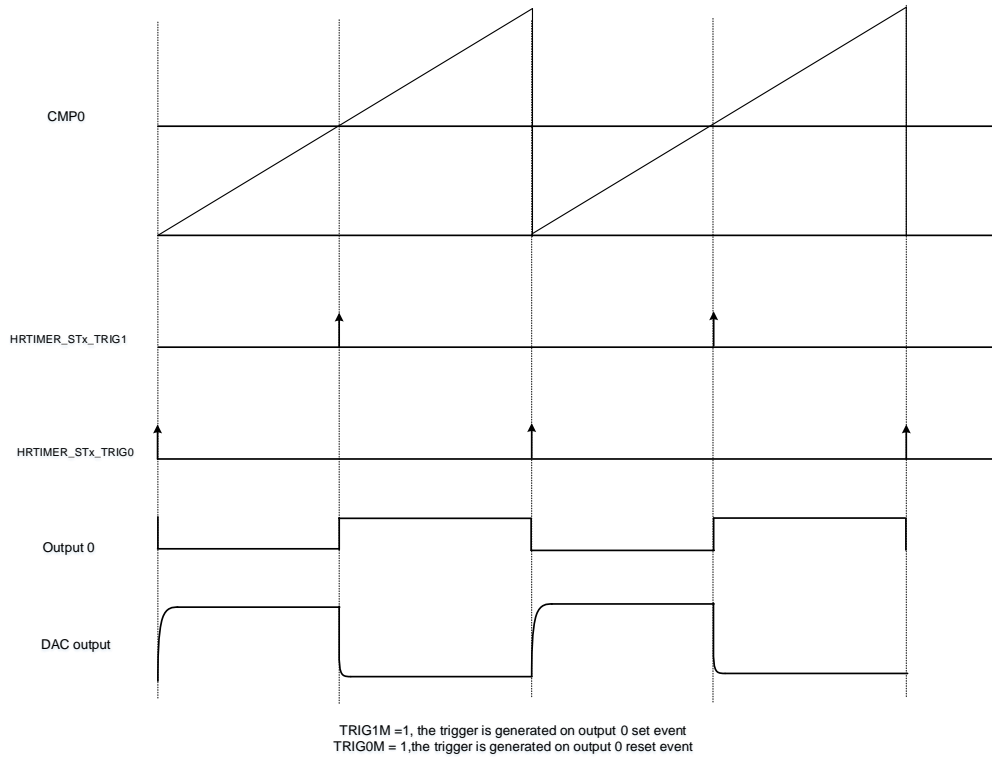 CMP0
HRTIMER_STx_TRIG1
HRTIMER_STx_TRIG0
Output 0
DAC output
TRIG1M =1, the trigger is generated on output 0 set event
TRIG0M = 1,the trigger is generated on output 0 reset event